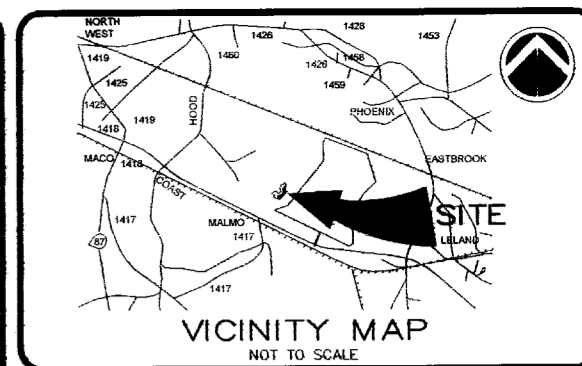 NORTH
WEST
1426
1428
1453
1419
1460
1426
1458
1425
1459
1425
HOOD
PHOENIX
1418
1419
MACO
1418
EASTBROOK
COAST
SITE
1417
MALMO
1417
LELAND
87
1417
VICINITY MAP
NOT TO SCALE